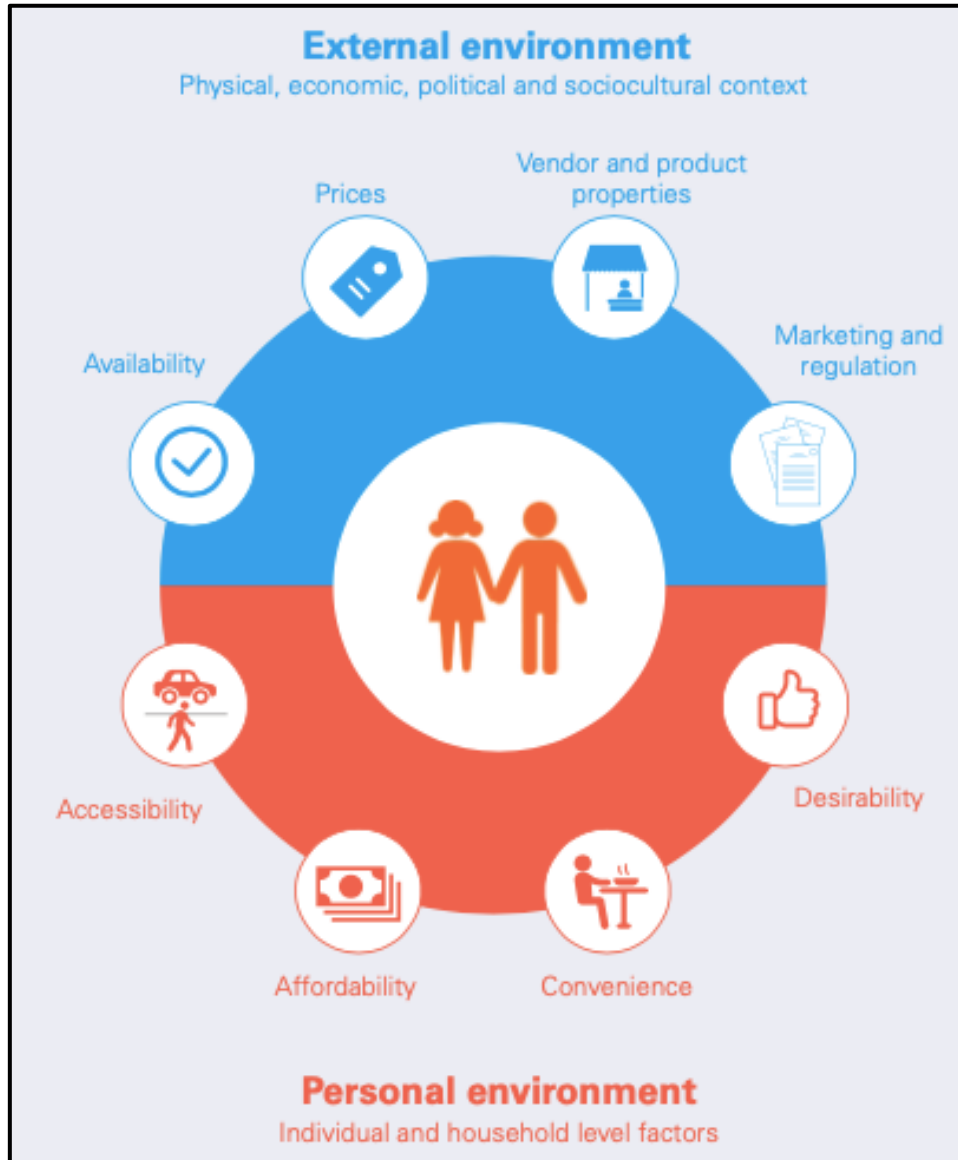 External environment
Physical, economic, political and sociocultural context
Vendor and product
properties
Prices
Marketing and
regulation
Availability
Accessibility
Desirability
Affordability
Convenience
Personal environment
Individual and household level factors